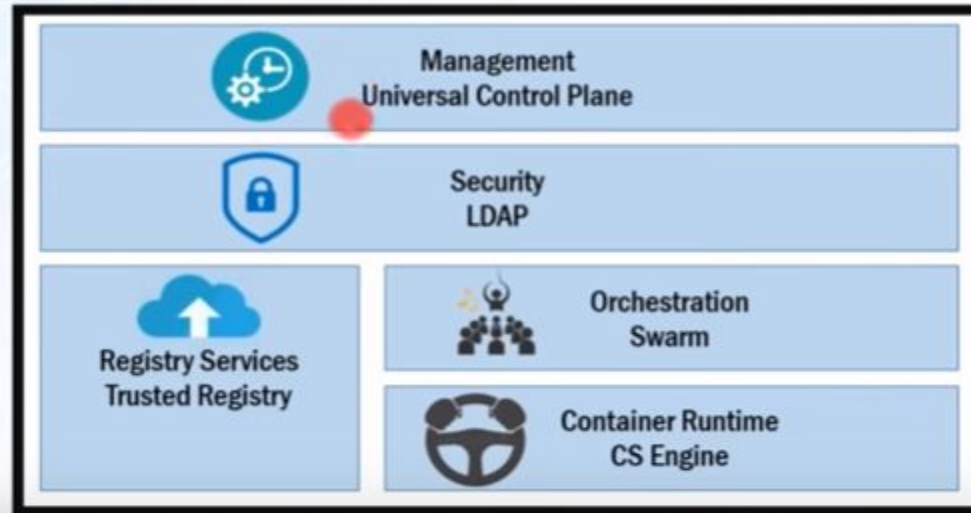 Management
Universal Control Plane
Security
LDAP
Registry Services
Trusted Registry
Orchestration
Swarm
Container Runtime
CS Engine